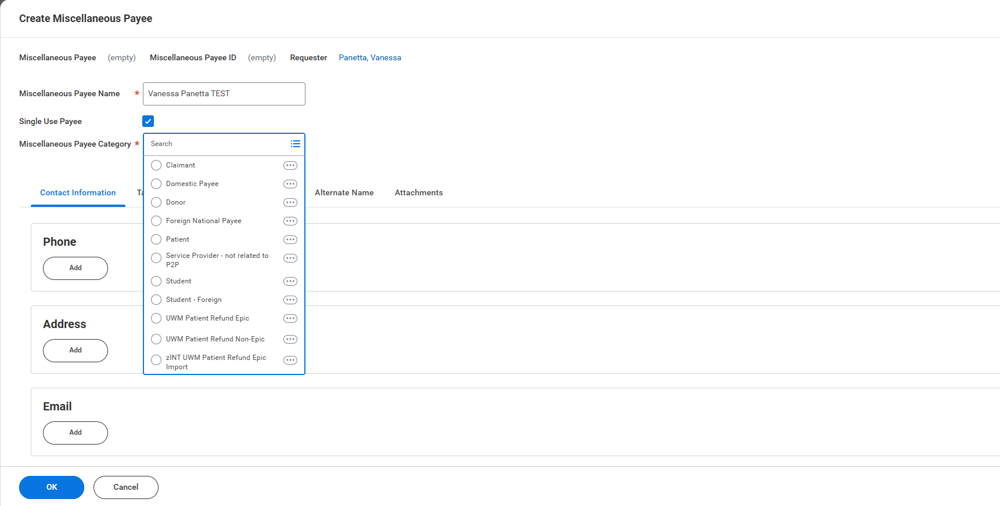 Create Miscellaneous Payee
Miscellaneous Payee (empty) Miscellaneous Payee ID (empty) Requester Panetta, Vanessa
Miscellaneous Payee Name * Vanessa Panetta TEST
Single Use Payee
Miscellaneous Payee Category * Search
Claimant
Domestic Payee
Donor
Foreign National Payee
Patient
Service Provider - not related to
P2P
Student
Student - Foreign
UWM Patient Refund Epic
UWM Patient Refund Non-Epic
zINT UWM Patient Refund Epic
Import
Contact Information Alternate Name Attachments
Phone
Add
Address
Add
Email
Add
OK Cancel